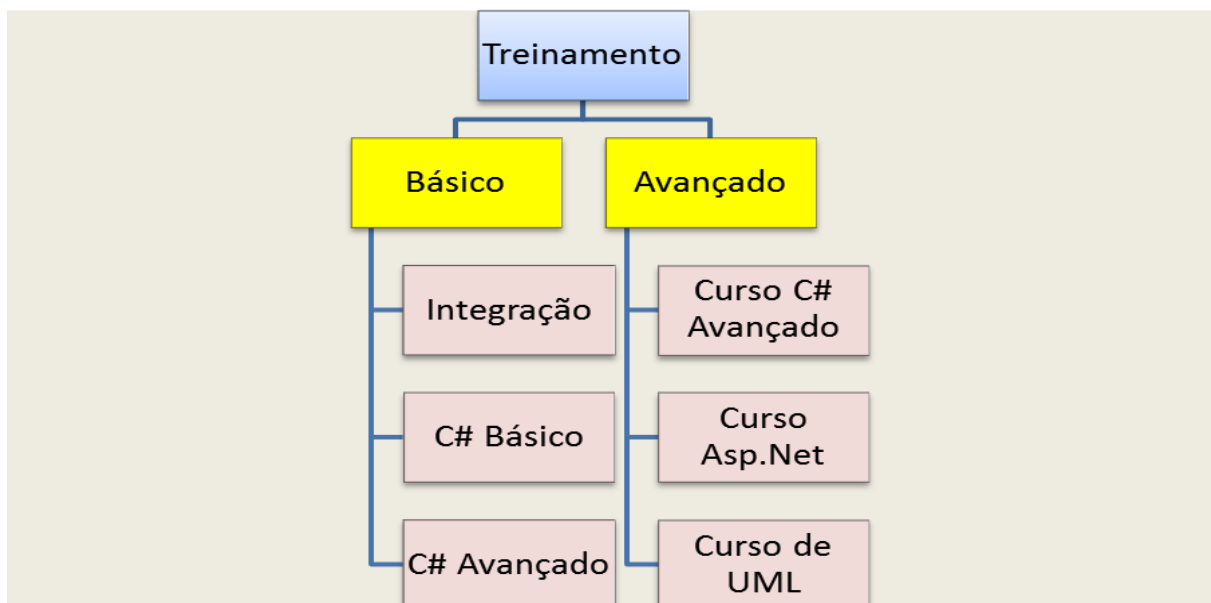 Treinamento
Básico
Avançado
Integração
Curso C#
Avançado
C# Básico
Curso
Asp.Net
C# Avançado
Curso de
UML